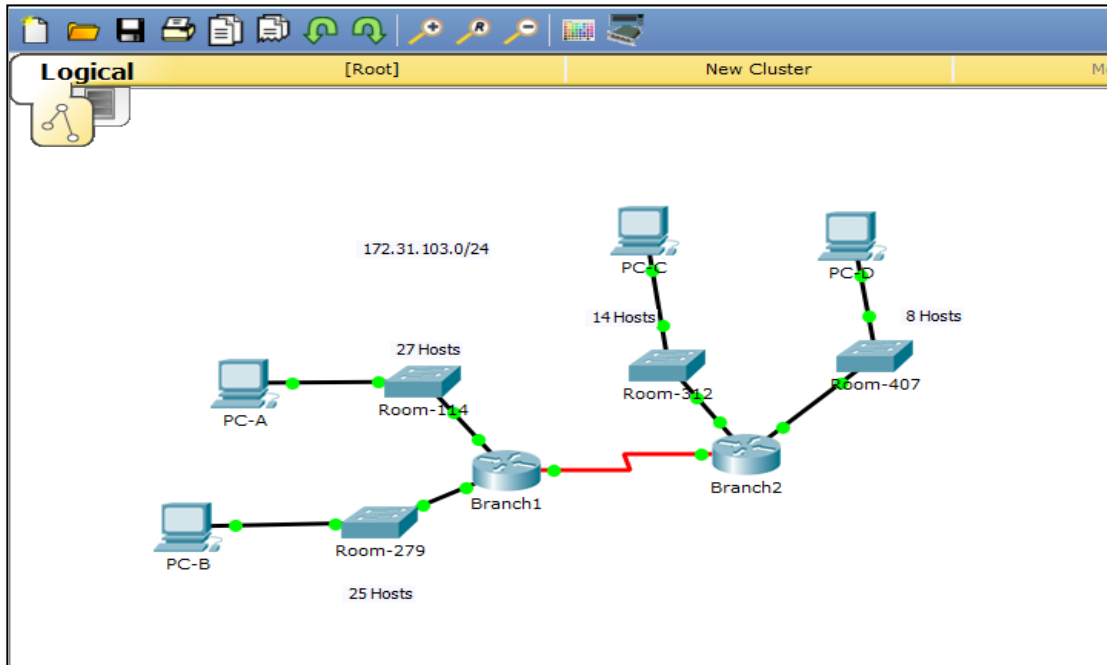 Logical
[Root]
New Cluster
172.31.103.0/24
PC-C
PC-D
14 Hosts
8 Hosts
27 Hosts
Room-114
Room-312
Room-407
PC-A
Branch1
Branch2
Room-279
PC-B
25 Hosts